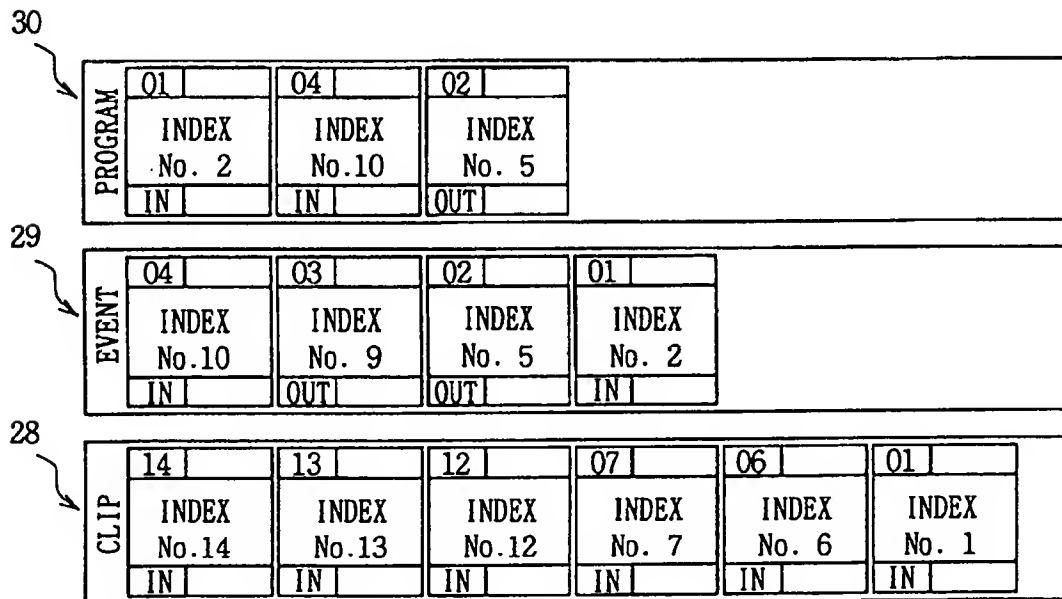 30
PROGRAM
01 04 02
INDEX INDEX INDEX
No. 2 No.10 No. 5
IN IN OUT
29
EVENT
04 03 02 01
INDEX INDEX INDEX INDEX
No.10 No. 9 No. 5 No. 2
IN OUT OUT IN
28
CLIP
14 13 12 07 06 01
INDEX INDEX INDEX INDEX INDEX INDEX
No.14 No.13 No.12 No. 7 No. 6 No. 1
IN IN IN IN IN IN